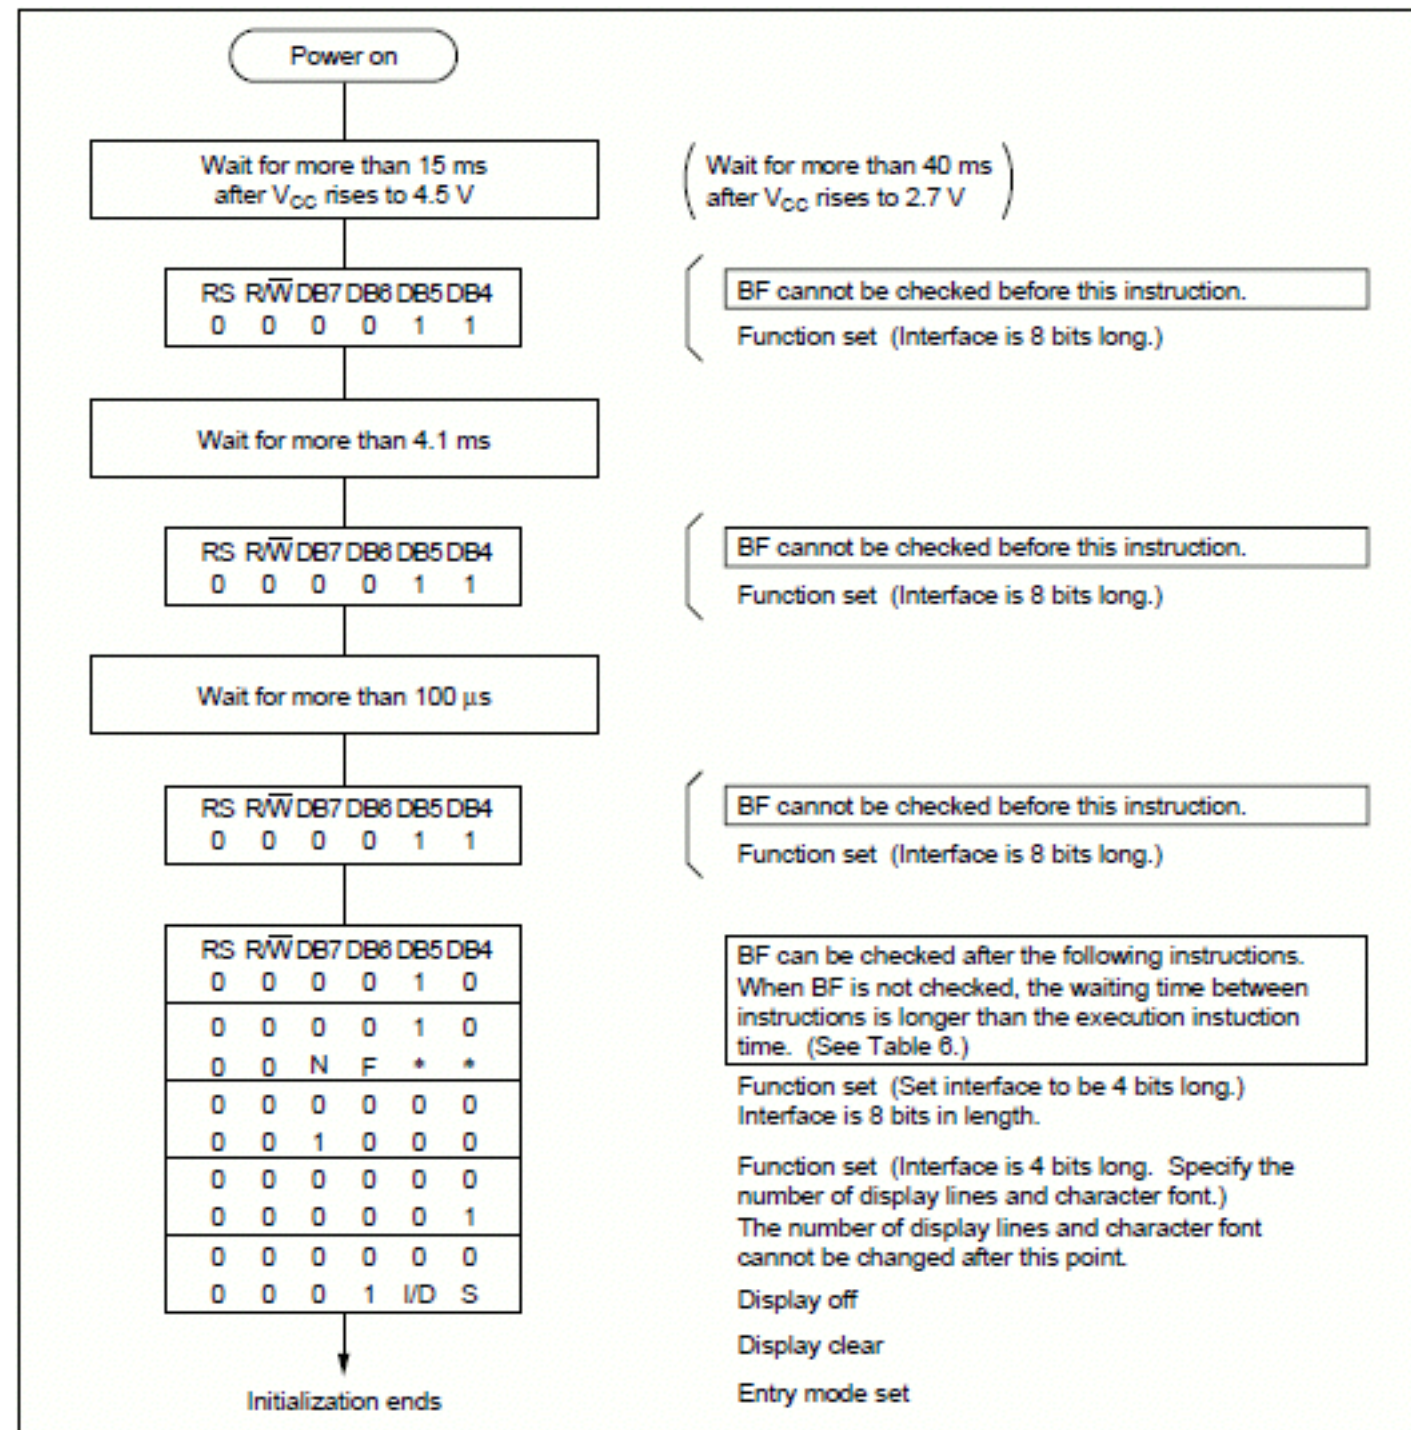 Power on
Wait for more than 15 ms
after VCC rises to 4.5 V
Wait for more than 40 ms
after VCC rises to 2.7 V
RS R/W DB7 DB6 DB5 DB4
0 0 0 0 1 1
BF cannot be checked before this instruction.
Function set (Interface is 8 bits long.)
Wait for more than 4.1 ms
RS R/W DB7 DB6 DB5 DB4
0 0 0 0 1 1
BF cannot be checked before this instruction.
Function set (Interface is 8 bits long.)
Wait for more than 100 µs
RS R/W DB7 DB6 DB5 DB4
0 0 0 0 1 1
BF cannot be checked before this instruction.
Function set (Interface is 8 bits long.)
RS R/W DB7 DB6 DB5 DB4
0 0 0 0 1 0
0 0 0 0 1 0
0 0 N F * *
0 0 0 0 0 0
0 0 1 0 0 0
0 0 0 0 0 0
0 0 0 0 0 1
0 0 0 0 0 0
0 0 0 1 I/D S
Initialization ends
BF can be checked after the following instructions.
When BF is not checked, the waiting time between
instructions is longer than the execution instuction
time. (See Table 6.)
Function set (Set interface to be 4 bits long.)
Interface is 8 bits in length.
Function set (Interface is 4 bits long. Specify the
number of display lines and character font.)
The number of display lines and character font
cannot be changed after this point.
Display off
Display clear
Entry mode set